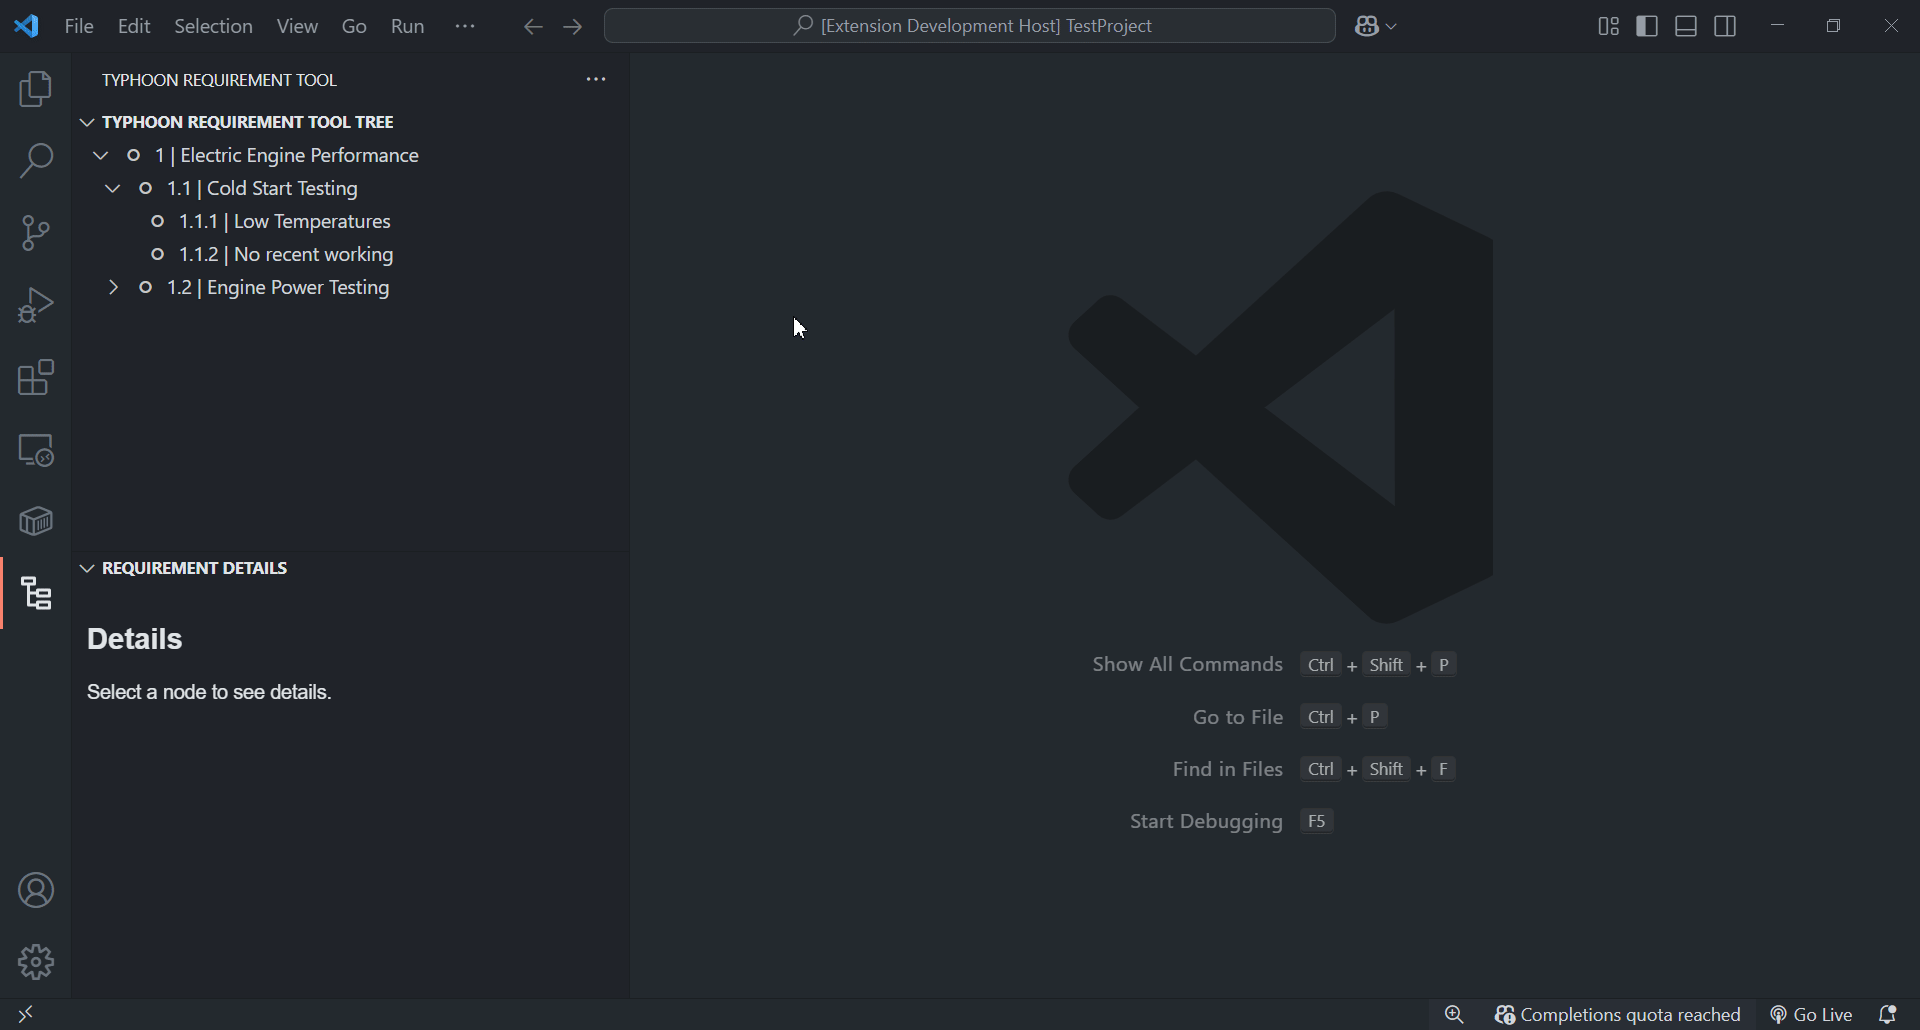 File Edit Selection View Go Run ···
[Extension Development Host] TestProject
TYPHOON REQUIREMENT TOOL
TYPHOON REQUIREMENT TOOL TREE
1 | Electric Engine Performance
1.1 | Cold Start Testing
1.1.1 | Low Temperatures
1.1.2 | No recent working
1.2 | Engine Power Testing
REQUIREMENT DETAILS
Details
Select a node to see details.
Show All Commands Ctrl + Shift + P
Go to File Ctrl + P
Find in Files Ctrl + Shift + F
Start Debugging F5
Completions quota reached Go Live